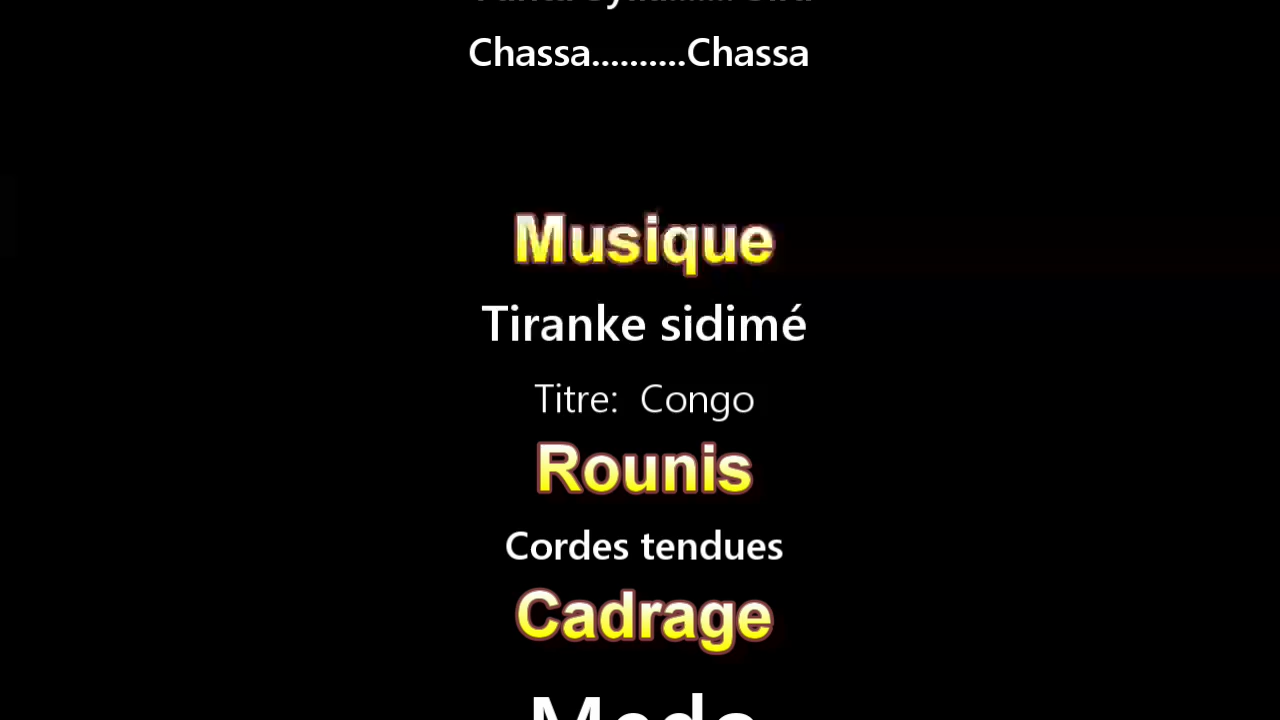 Chassa..........Chassa
Musique
Tiranke sidimé
Titre: Congo
Rounis
Cordes tendues
Cadrage